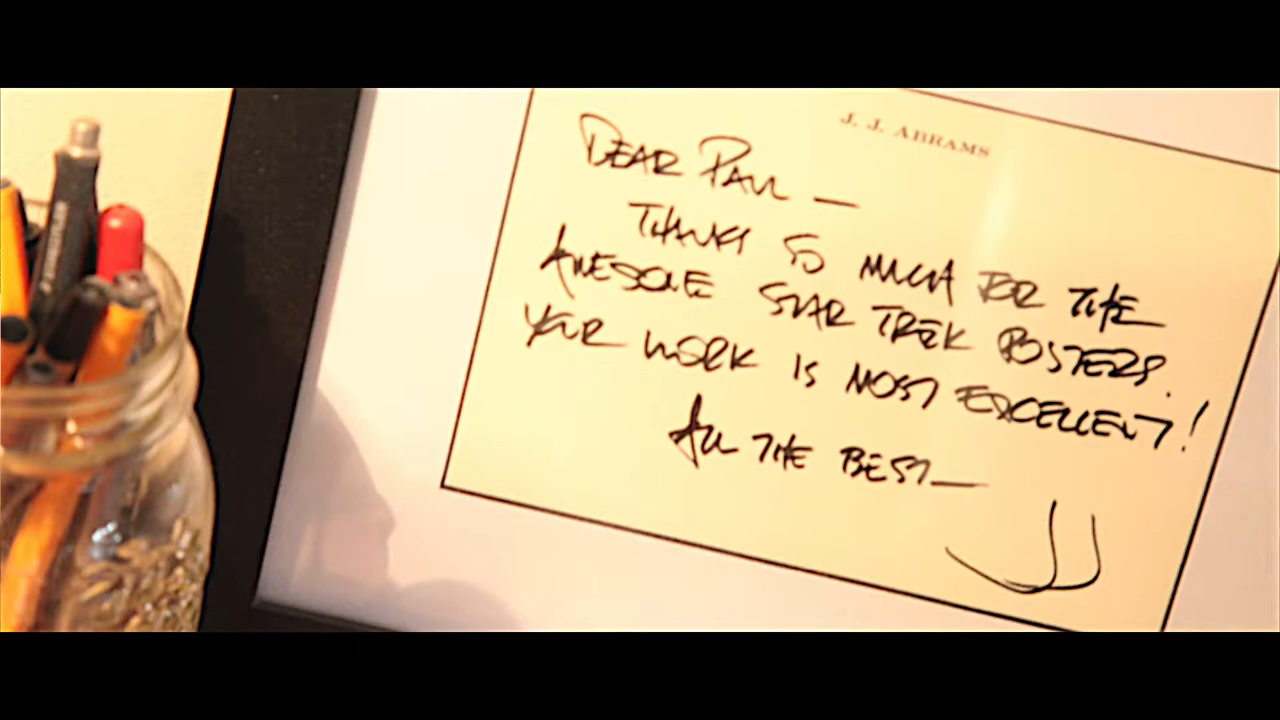 J. J. ABRAMS
DEAR PAUL —
THANKS SO MUCH FOR THE
AWESOME STAR TREK POSTERS.
YOUR WORK IS MOST EXCELLENT!
ALL THE BEST—
JJ